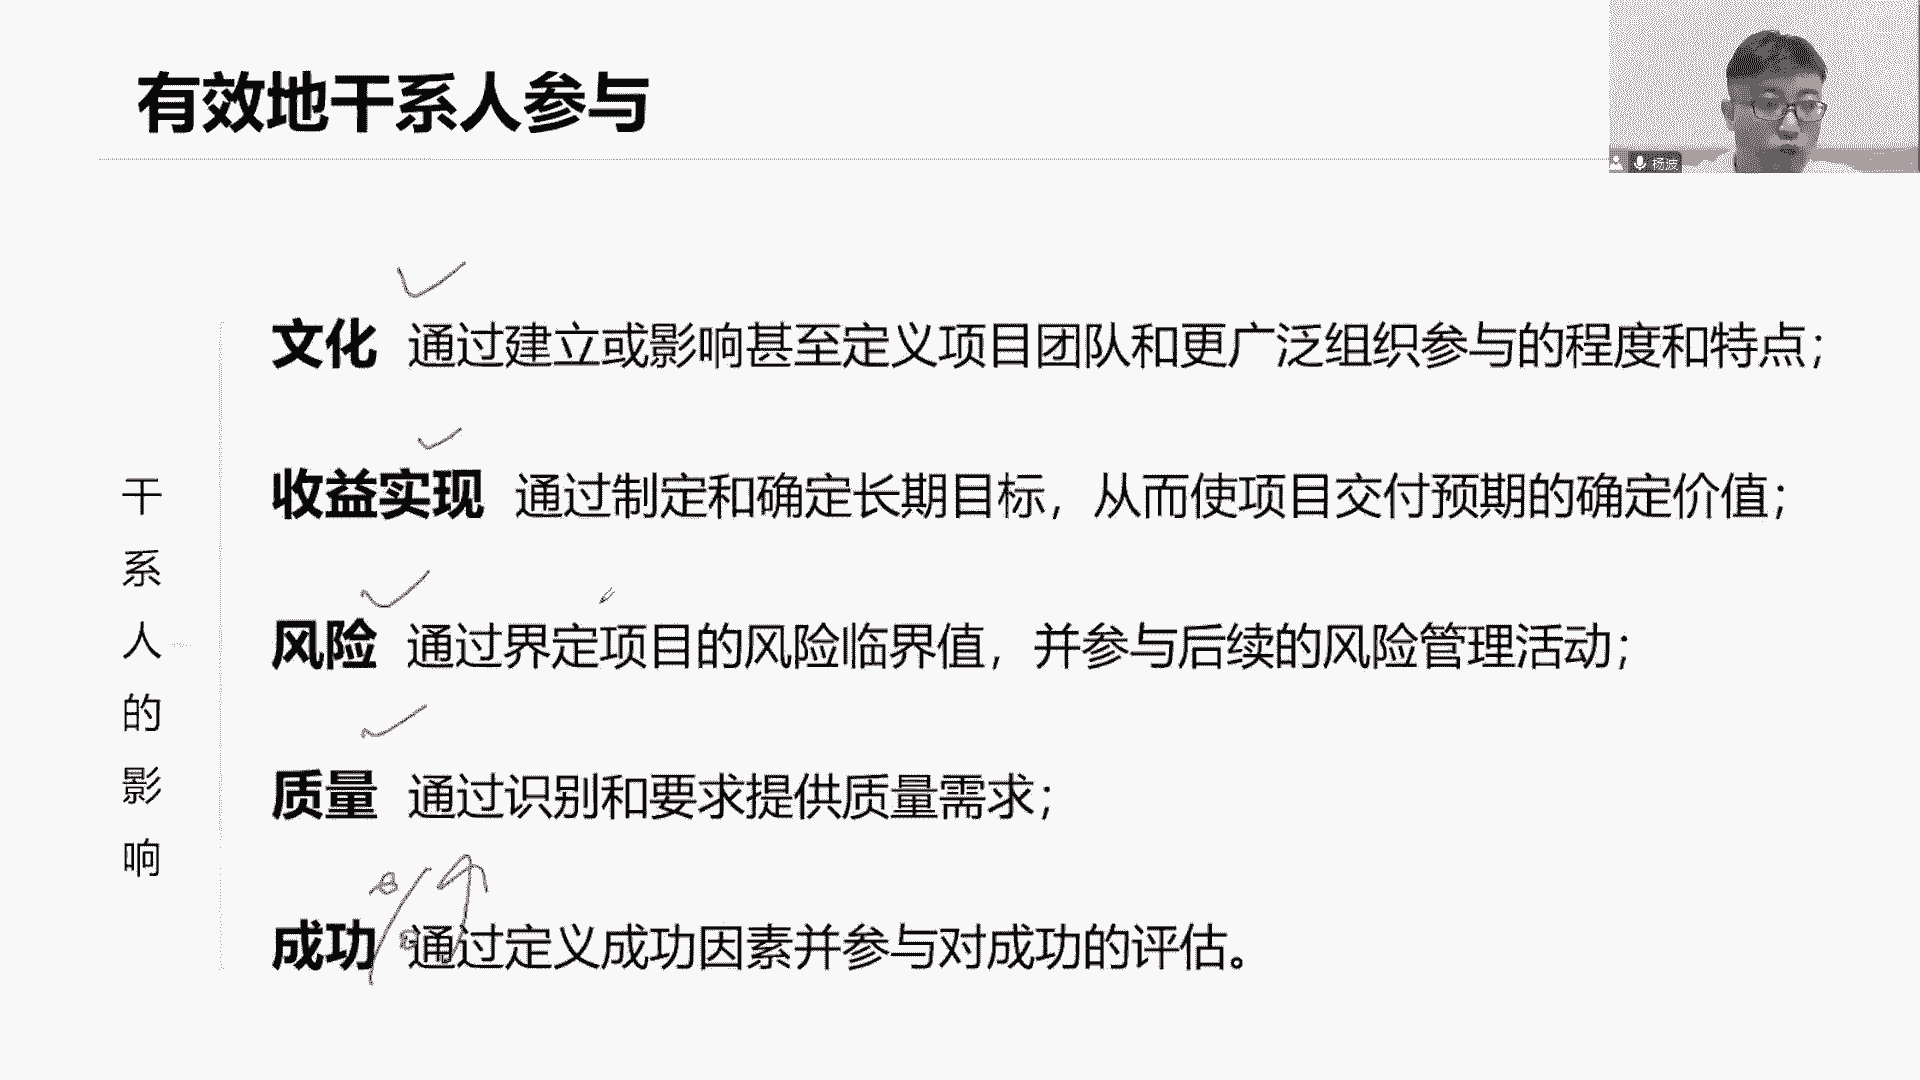 有效地干系人参与
杨波
干系人的影响
文化 通过建立或影响甚至定义项目团队和更广泛组织参与的程度和特点；
收益实现 通过制定和确定长期目标，从而使项目交付预期的确定价值；
风险 通过界定项目的风险临界值，并参与后续的风险管理活动；
质量 通过识别和要求提供质量需求；
成功 通过定义成功因素并参与对成功的评估。